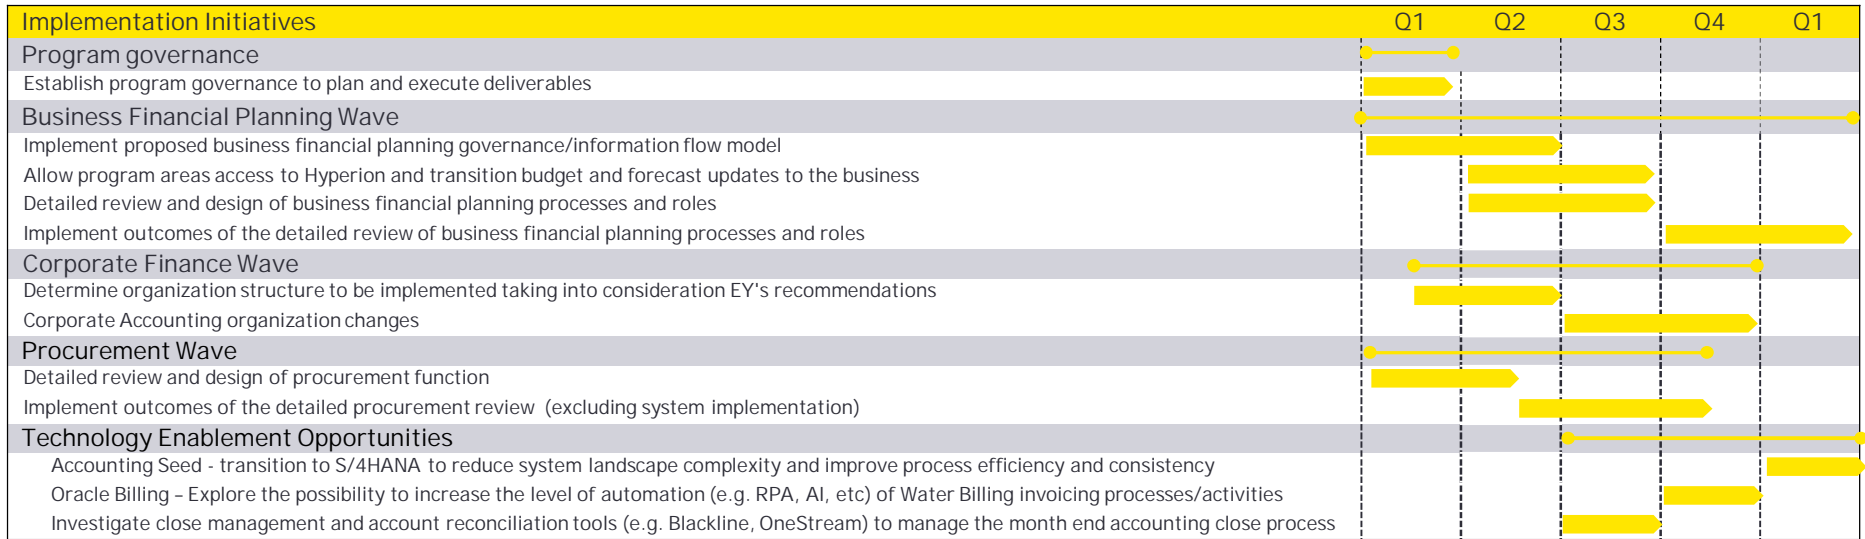 Implementation Initiatives Q1 Q2 Q3 Q4 Q1
Program governance
Establish program governance to plan and execute deliverables
Business Financial Planning Wave
Implement proposed business financial planning governance/information flow model
Allow program areas access to Hyperion and transition budget and forecast updates to the business
Detailed review and design of business financial planning processes and roles
Implement outcomes of the detailed review of business financial planning processes and roles
Corporate Finance Wave
Determine organization structure to be implemented taking into consideration EY's recommendations
Corporate Accounting organization changes
Procurement Wave
Detailed review and design of procurement function
Implement outcomes of the detailed procurement review (excluding system implementation)
Technology Enablement Opportunities
Accounting Seed - transition to S/4HANA to reduce system landscape complexity and improve process efficiency and consistency
Oracle Billing – Explore the possibility to increase the level of automation (e.g. RPA, AI, etc) of Water Billing invoicing processes/activities
Investigate close management and account reconciliation tools (e.g. Blackline, OneStream) to manage the month end accounting close process